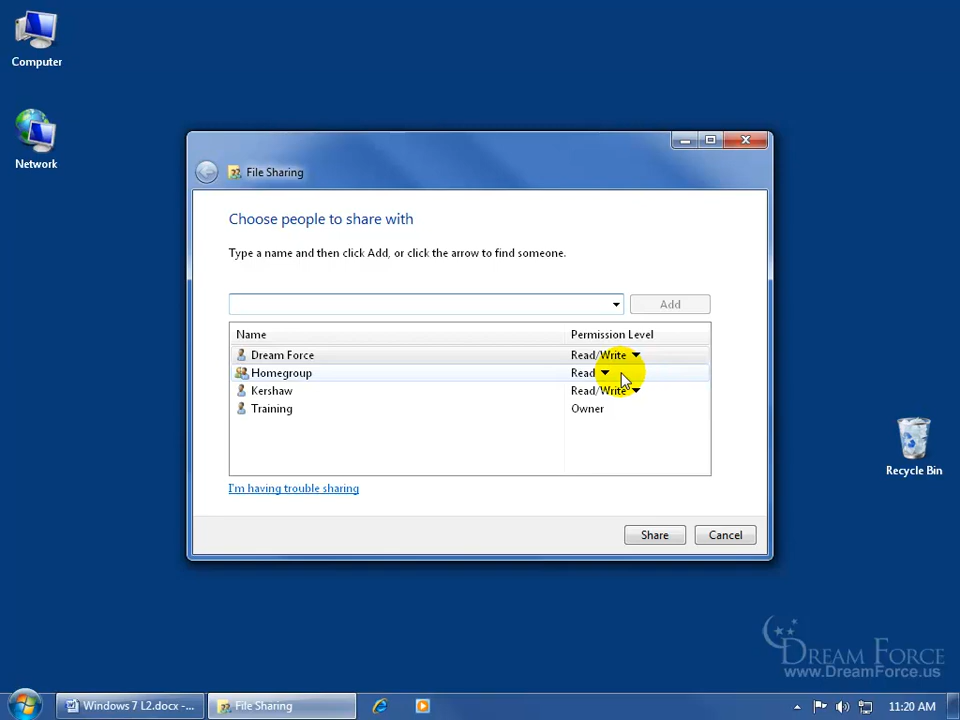 Computer
Network
File Sharing
Choose people to share with
Type a name and then click Add, or click the arrow to find someone.
Add
Name Permission Level
Dream Force Read/Write
Homegroup Read
Kershaw Read/Write
Training Owner
I'm having trouble sharing
Share Cancel
Recycle Bin
DREAM FORCE
www.DreamForce.us
Windows 7 L2.docx -... File Sharing 11:20 AM